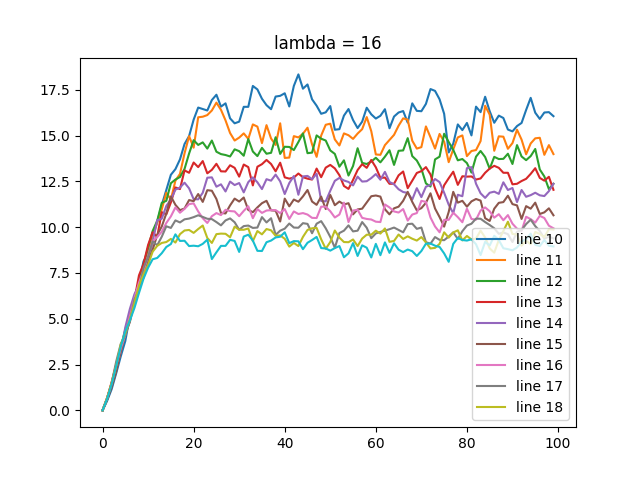 lambda = 16
17.5
15.0
12.5
10.0
7.5
5.0
2.5
0.0
0 20 40 60 80 100
line 10
line 11
line 12
line 13
line 14
line 15
line 16
line 17
line 18